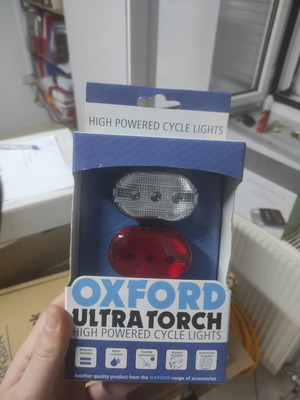 HIGH POWERED CYCLE LIGHTS
OXFORD
ULTRATORCH
HIGH POWERED CYCLE LIGHTS
Another quality product from the OXFORD range of accessories